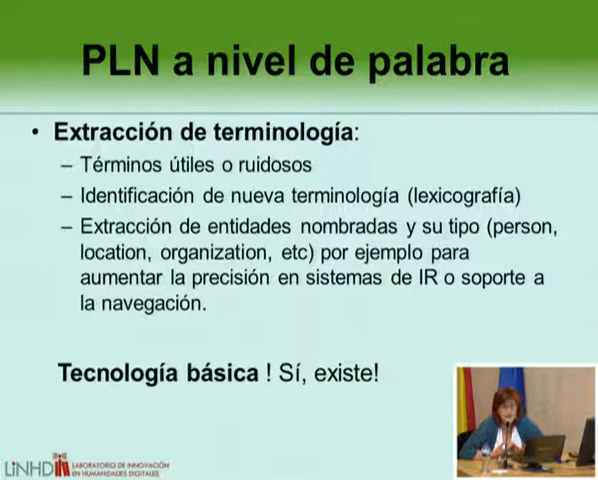 PLN a nivel de palabra
• Extracción de terminología:
– Términos útiles o ruidosos
– Identificación de nueva terminología (lexicografía)
– Extracción de entidades nombradas y su tipo (person,
location, organization, etc) por ejemplo para
aumentar la precisión en sistemas de IR o soporte a
la navegación.
Tecnología básica ! Sí, existe!
LINHD LABORATORIO DE INNOVACIÓN
EN HUMANIDADES DIGITALES